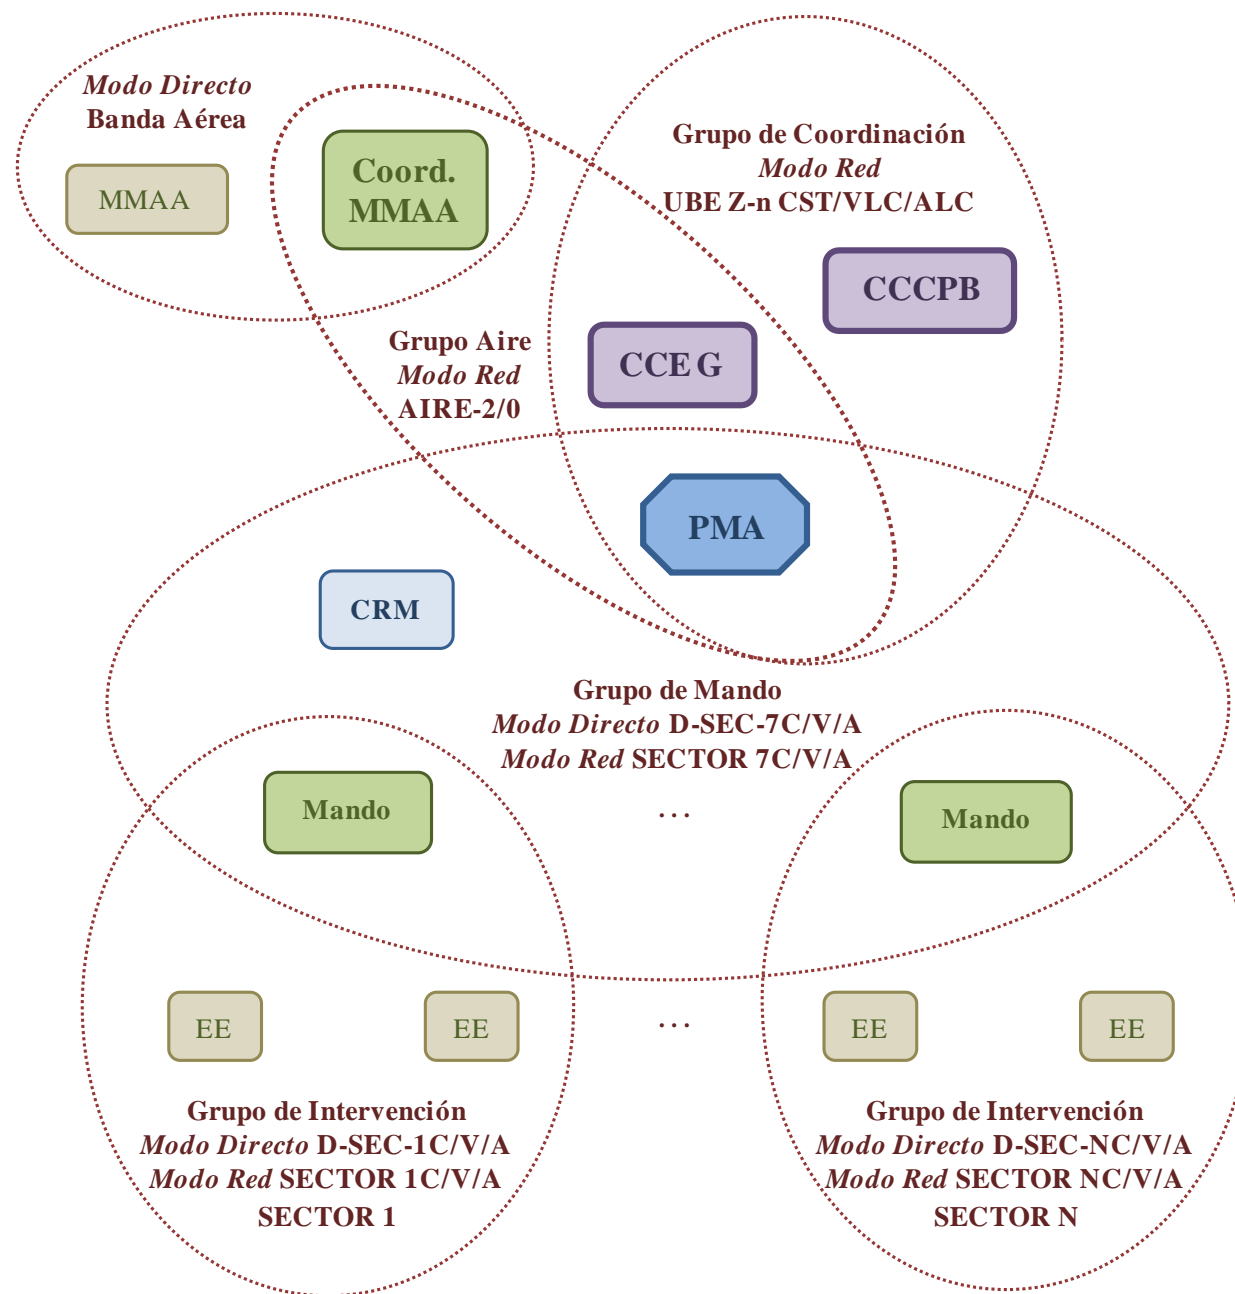 Modo Directo
Banda Aérea
MMAA
Coord.
MMAA
Grupo de Coordinación
Modo Red
UBE Z-n CST/VLC/ALC
CCCPB
CCE G
Grupo Aire
Modo Red
AIRE-2/0
PMA
CRM
Grupo de Mando
Modo Directo D-SEC-7C/V/A
Modo Red SECTOR 7C/V/A
Mando
...
Mando
EE
EE
...
EE
EE
Grupo de Intervención
Modo Directo D-SEC-1C/V/A
Modo Red SECTOR 1C/V/A
SECTOR 1
Grupo de Intervención
Modo Directo D-SEC-NC/V/A
Modo Red SECTOR NC/V/A
SECTOR N